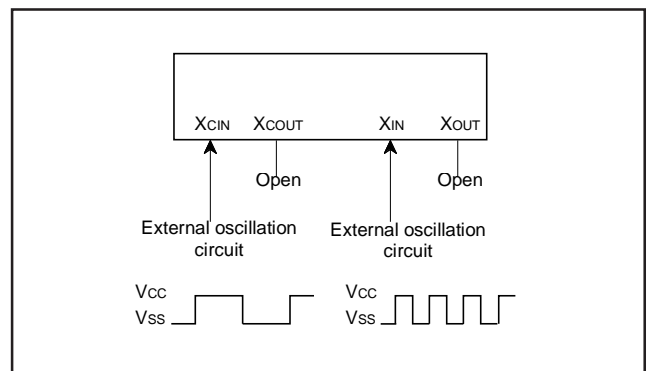 XCIN XCOUT XIN XOUT
Open Open
External oscillation circuit
External oscillation circuit
VCC
VSS
VCC
VSS